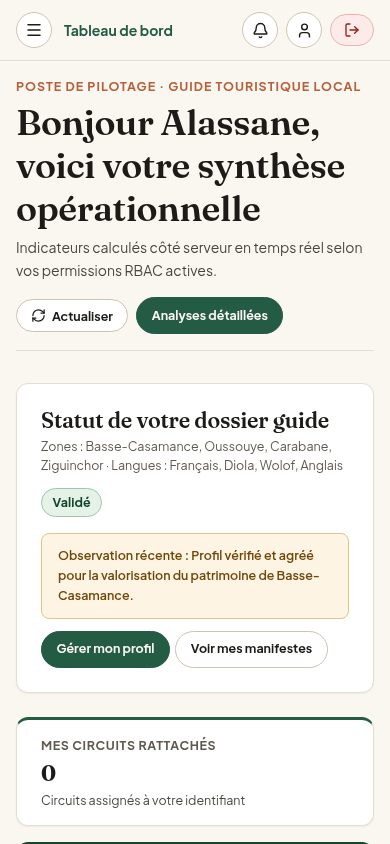 Tableau de bord
POSTE DE PILOTAGE · GUIDE TOURISTIQUE LOCAL
Bonjour Alassane,
voici votre synthèse
opérationnelle
Indicateurs calculés côté serveur en temps réel selon
vos permissions RBAC actives.
Actualiser
Analyses détaillées
Statut de votre dossier guide
Zones : Basse-Casamance, Oussouye, Carabane,
Ziguinchor · Langues : Français, Diola, Wolof, Anglais
Validé
Observation récente : Profil vérifié et agréé
pour la valorisation du patrimoine de Basse-
Casamance.
Gérer mon profil
Voir mes manifestes
MES CIRCUITS RATTACHÉS
0
Circuits assignés à votre identifiant